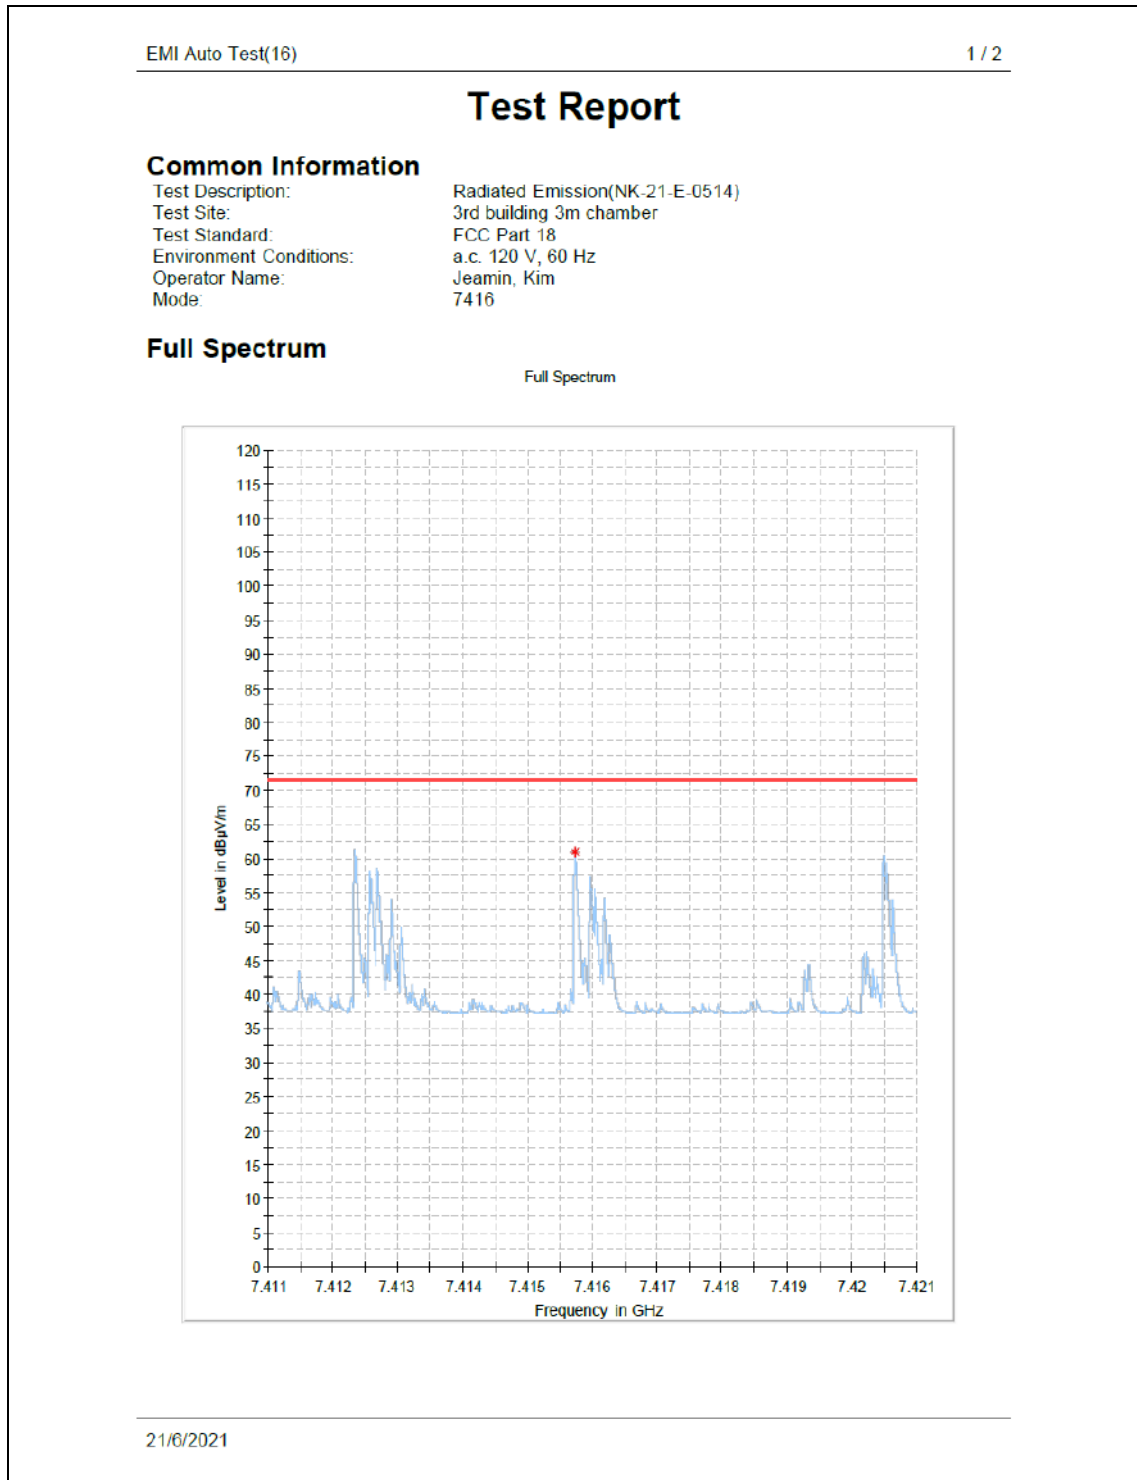 EMI Auto Test(16) 1 / 2
Test Report
Common Information
Test Description: Radiated Emission(NK-21-E-0514)
Test Site: 3rd building 3m chamber
Test Standard: FCC Part 18
Environment Conditions: a.c. 120 V, 60 Hz
Operator Name: Jeamin, Kim
Mode: 7416
Full Spectrum
Full Spectrum
120
115
110
105
100
95
90
85
80
75
70
65
60
55
50
45
40
35
30
25
20
15
10
5
0
Level in dBµV/m
7.411 7.412 7.413 7.414 7.415 7.416 7.417 7.418 7.419 7.42 7.421
Frequency in GHz
21/6/2021